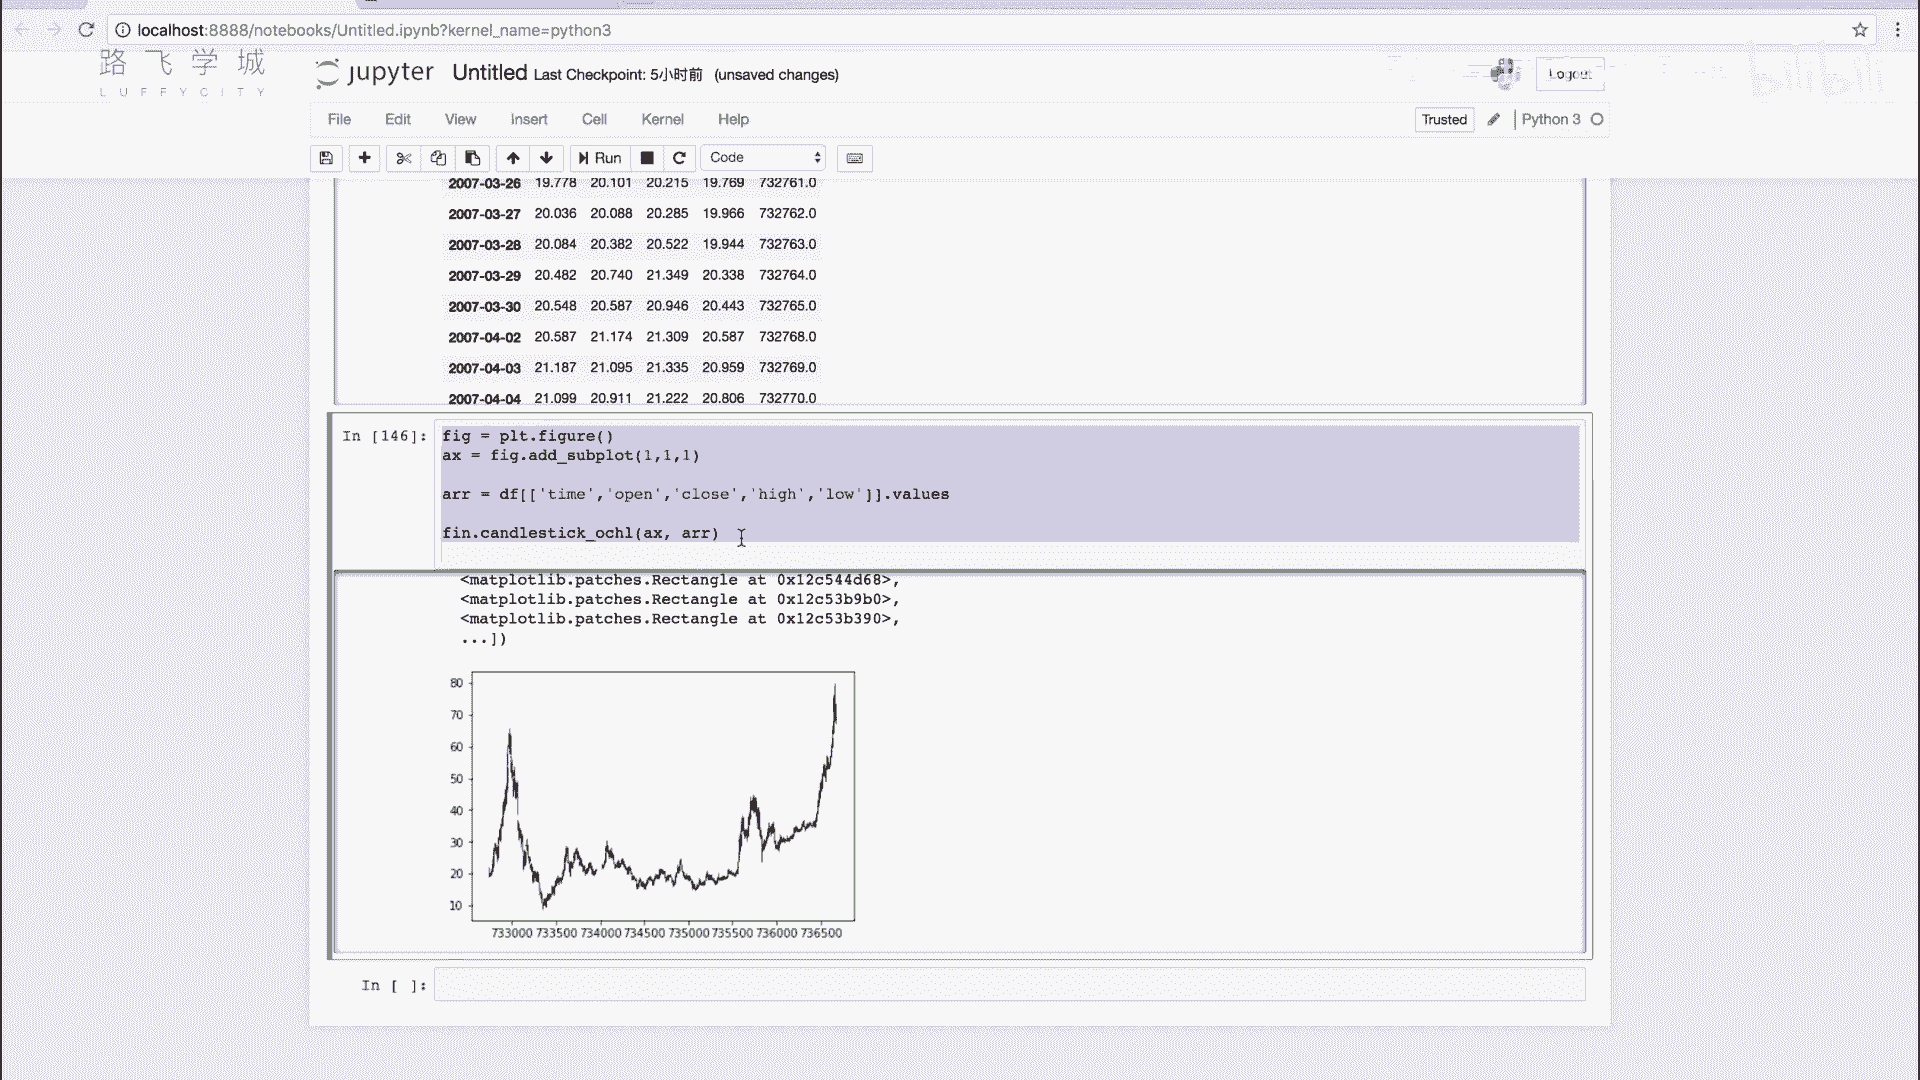 localhost:8888/notebooks/Untitled.ipynb?kernel_name=python3
路飞学城
LUFFYCITY
jupyter Untitled Last Checkpoint: 5小时前 (unsaved changes)
Logout
bilibili
File Edit View Insert Cell Kernel Help
Trusted Python 3
Run Code
2007-03-26 19.778 20.101 20.215 19.769 732761.0
2007-03-27 20.036 20.088 20.285 19.966 732762.0
2007-03-28 20.084 20.382 20.522 19.944 732763.0
2007-03-29 20.482 20.740 21.349 20.338 732764.0
2007-03-30 20.548 20.587 20.946 20.443 732765.0
2007-04-02 20.587 21.174 21.309 20.587 732768.0
2007-04-03 21.187 21.095 21.335 20.959 732769.0
2007-04-04 21.099 20.911 21.222 20.806 732770.0
In [146]: fig = plt.figure()
ax = fig.add_subplot(1,1,1)
arr = df[['time','open','close','high','low']].values
fin.candlestick_ochl(ax, arr)
<matplotlib.patches.Rectangle at 0x12c544d68>,
<matplotlib.patches.Rectangle at 0x12c53b9b0>,
<matplotlib.patches.Rectangle at 0x12c53b390>,
...])
80
70
60
50
40
30
20
10
733000 733500 734000 734500 735000 735500 736000 736500
In [ ]: